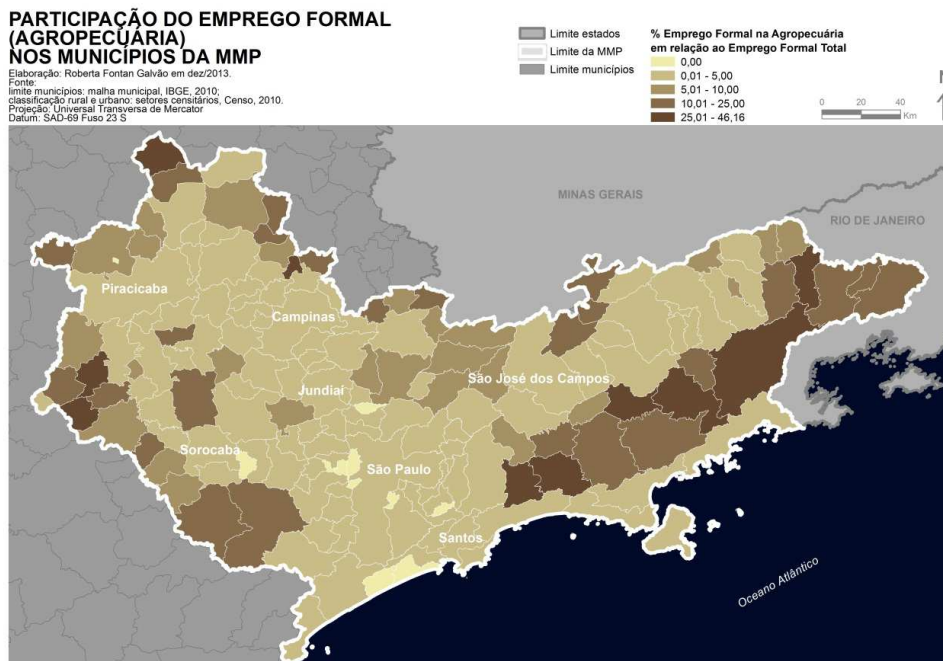 PARTICIPAÇÃO DO EMPREGO FORMAL
(AGROPECUÁRIA)
NOS MUNICÍPIOS DA MMP
Elaboração: Roberta Fontan Galvão em dez/2013.
Fonte:
limite municípios: malha municipal, IBGE, 2010;
classificação rural e urbano: setores censitários, Censo, 2010.
Projeção: Universal Transversa de Mercator
Datum: SAD-69 Fuso 23 S
Limite estados
Limite da MMP
Limite municípios
% Emprego Formal na Agropecuária
em relação ao Emprego Formal Total
0,00
0,01 - 5,00
5,01 - 10,00
10,01 - 25,00
25,01 - 46,16
N
0 20 40
Km
MINAS GERAIS
RIO DE JANEIRO
Piracicaba
Campinas
Jundiaí
São José dos Campos
Sorocaba
São Paulo
Santos
Oceano Atlântico